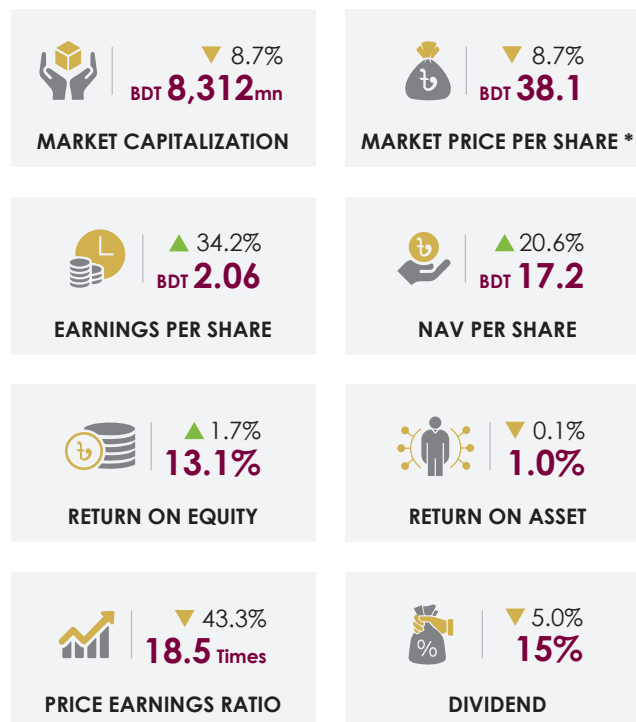 ▼ 8.7%
BDT 8,312mn
MARKET CAPITALIZATION
▼ 8.7%
৳
BDT 38.1
MARKET PRICE PER SHARE *
▲ 34.2%
BDT 2.06
EARNINGS PER SHARE
৳
▲ 20.6%
BDT 17.2
NAV PER SHARE
৳
▲ 1.7%
13.1%
RETURN ON EQUITY
▼ 0.1%
1.0%
RETURN ON ASSET
▼ 43.3%
18.5 Times
PRICE EARNINGS RATIO
%
▼ 5.0%
15%
DIVIDEND